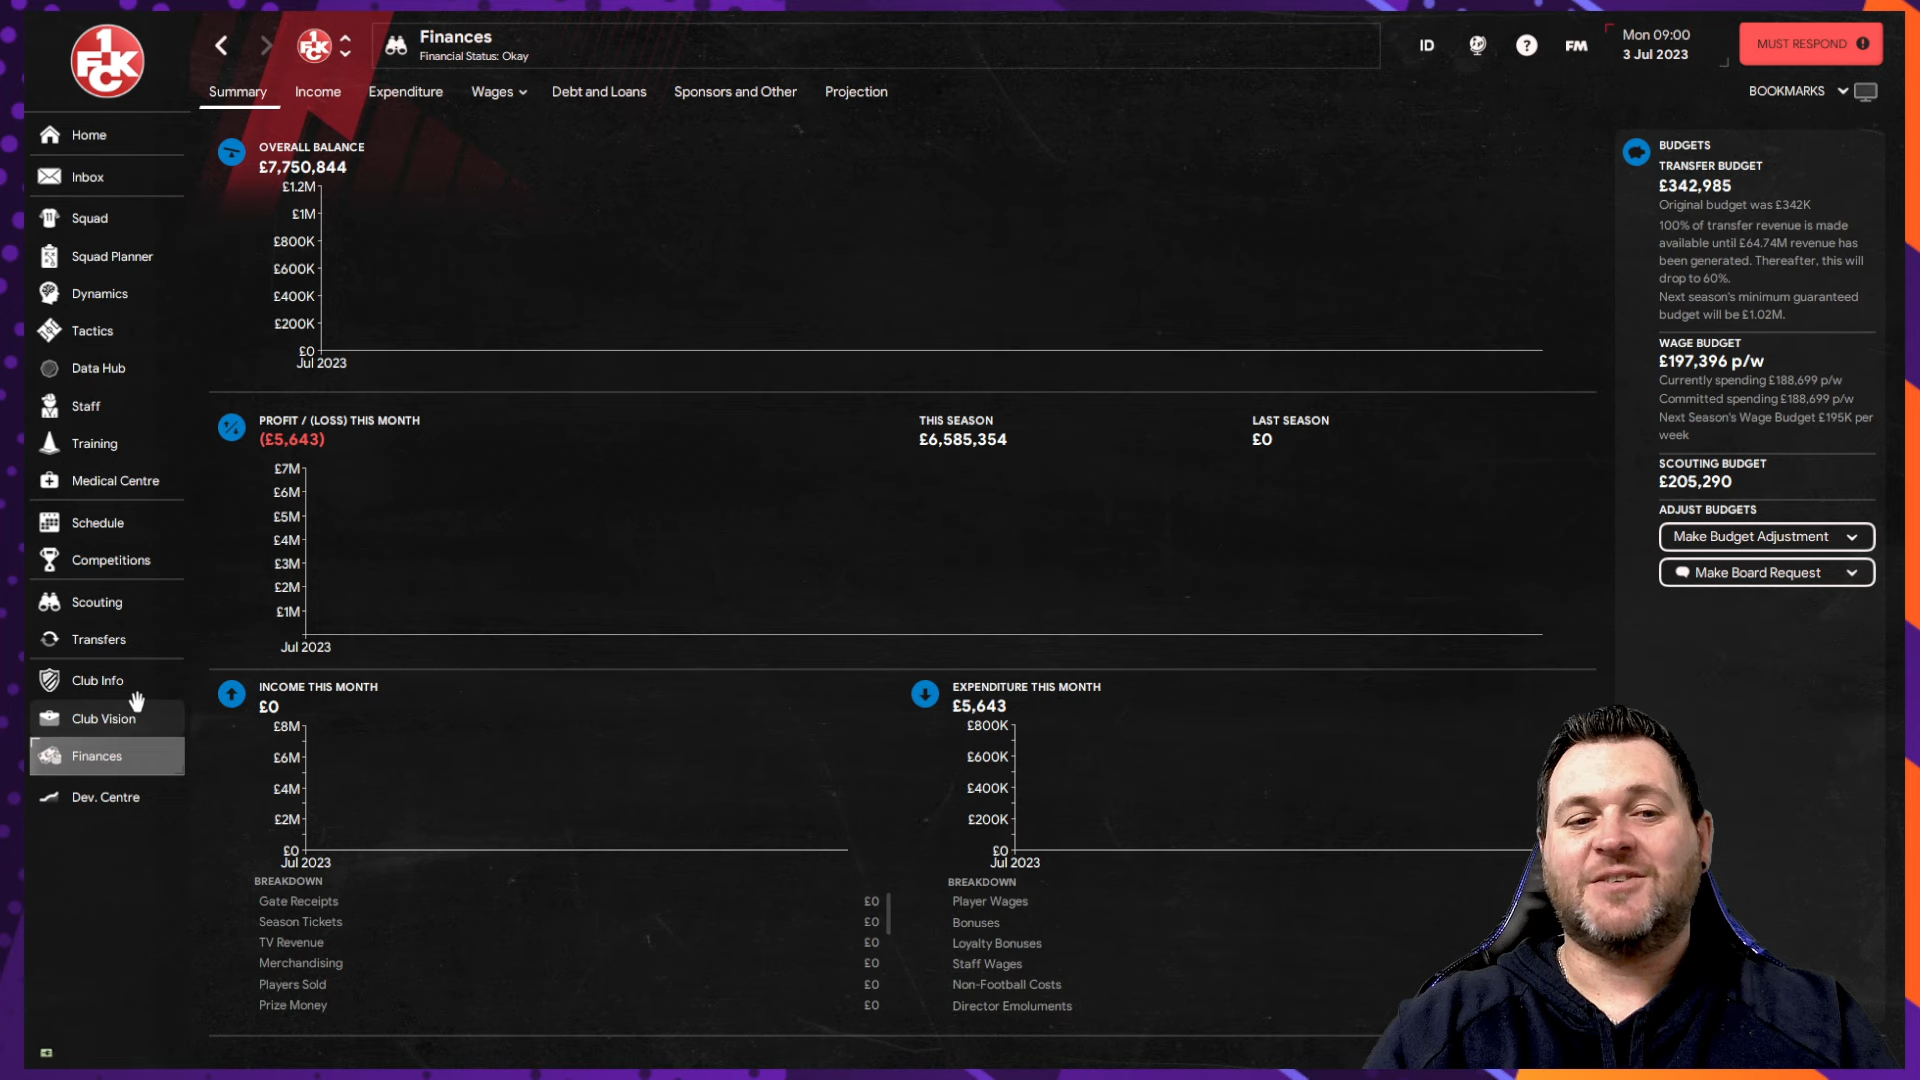 1
FCK
1
FCK
Finances
Financial Status: Okay
ID
?
FM
Mon 09:00
3 Jul 2023
MUST RESPOND
Summary
Income
Expenditure
Wages
Debt and Loans
Sponsors and Other
Projection
BOOKMARKS
Home
Inbox
11
Squad
Squad Planner
Dynamics
Tactics
Data Hub
Staff
Training
Medical Centre
Schedule
Competitions
Scouting
Transfers
Club Info
Club Vision
Finances
Dev. Centre
OVERALL BALANCE
£7,750,844
£1.2M
£1M
£800K
£600K
£400K
£200K
£0
Jul 2023
PROFIT / (LOSS) THIS MONTH
(£5,643)
THIS SEASON
£6,585,354
LAST SEASON
£0
£7M
£6M
£5M
£4M
£3M
£2M
£1M
Jul 2023
INCOME THIS MONTH
£0
£8M
£6M
£4M
£2M
£0
Jul 2023
BREAKDOWN
Gate Receipts £0
Season Tickets £0
TV Revenue £0
Merchandising £0
Players Sold £0
Prize Money £0
EXPENDITURE THIS MONTH
£5,643
£800K
£600K
£400K
£200K
£0
Jul 2023
BREAKDOWN
Player Wages
Bonuses
Loyalty Bonuses
Staff Wages
Non-Football Costs
Director Emoluments
BUDGETS
TRANSFER BUDGET
£342,985
Original budget was £342K
100% of transfer revenue is made
available until £64.74M revenue has
been generated. Thereafter, this will
drop to 60%.
Next season's minimum guaranteed
budget will be £1.02M.
WAGE BUDGET
£197,396 p/w
Currently spending £188,699 p/w
Committed spending £188,699 p/w
Next Season's Wage Budget £195K per
week
SCOUTING BUDGET
£205,290
ADJUST BUDGETS
Make Budget Adjustment
Make Board Request